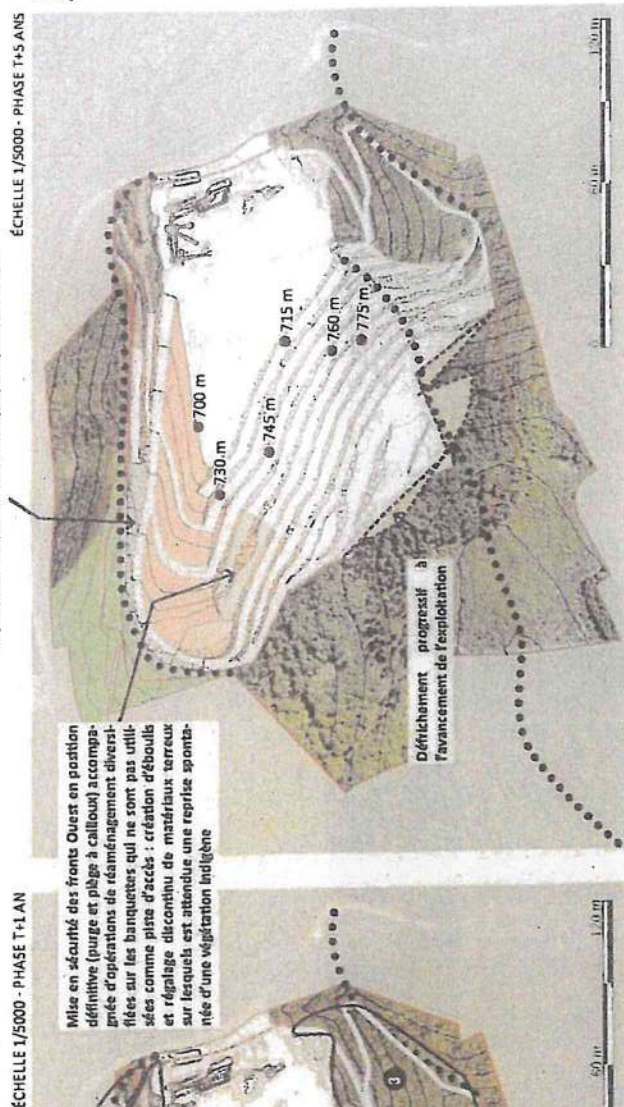 ÉCHELLE 1/5000 - PHASE T+1 AN
3
60 m
120 m
ÉCHELLE 1/5000 - PHASE T+5 ANS
Mise en sécurité des fronts Ouest en position
définitive (purge et piège à cailloux) accompa-
gnée d'opérations de réaménagement diversi-
fiées sur les banquettes qui ne sont pas utili-
sées comme piste d'accès : création d'éboulis
et régalage discontinu de matériaux terreux
sur lesquels est attendue une reprise sponta-
née d'une végétation indigène
700 m
730 m
715 m
745 m
760 m
775 m
Défrichement progressif à
l'avancement de l'exploitation
0
60 m
120 m